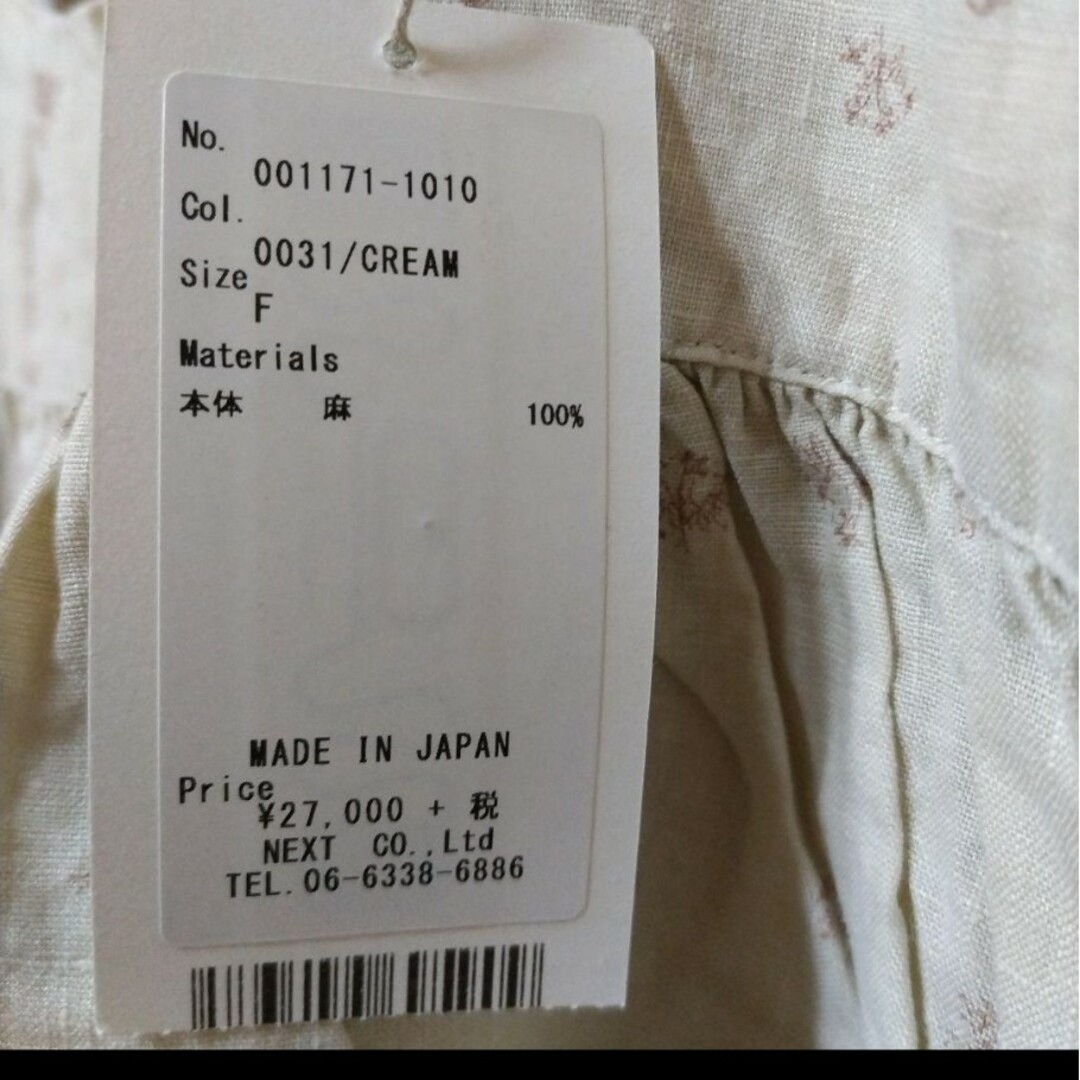 No.
001171-1010
Col.
0031/CREAM
Size
F
Materials
本体 麻 100%
MADE IN JAPAN
Price
¥27,000 + 税
NEXT CO.,Ltd
TEL.06-6338-6886